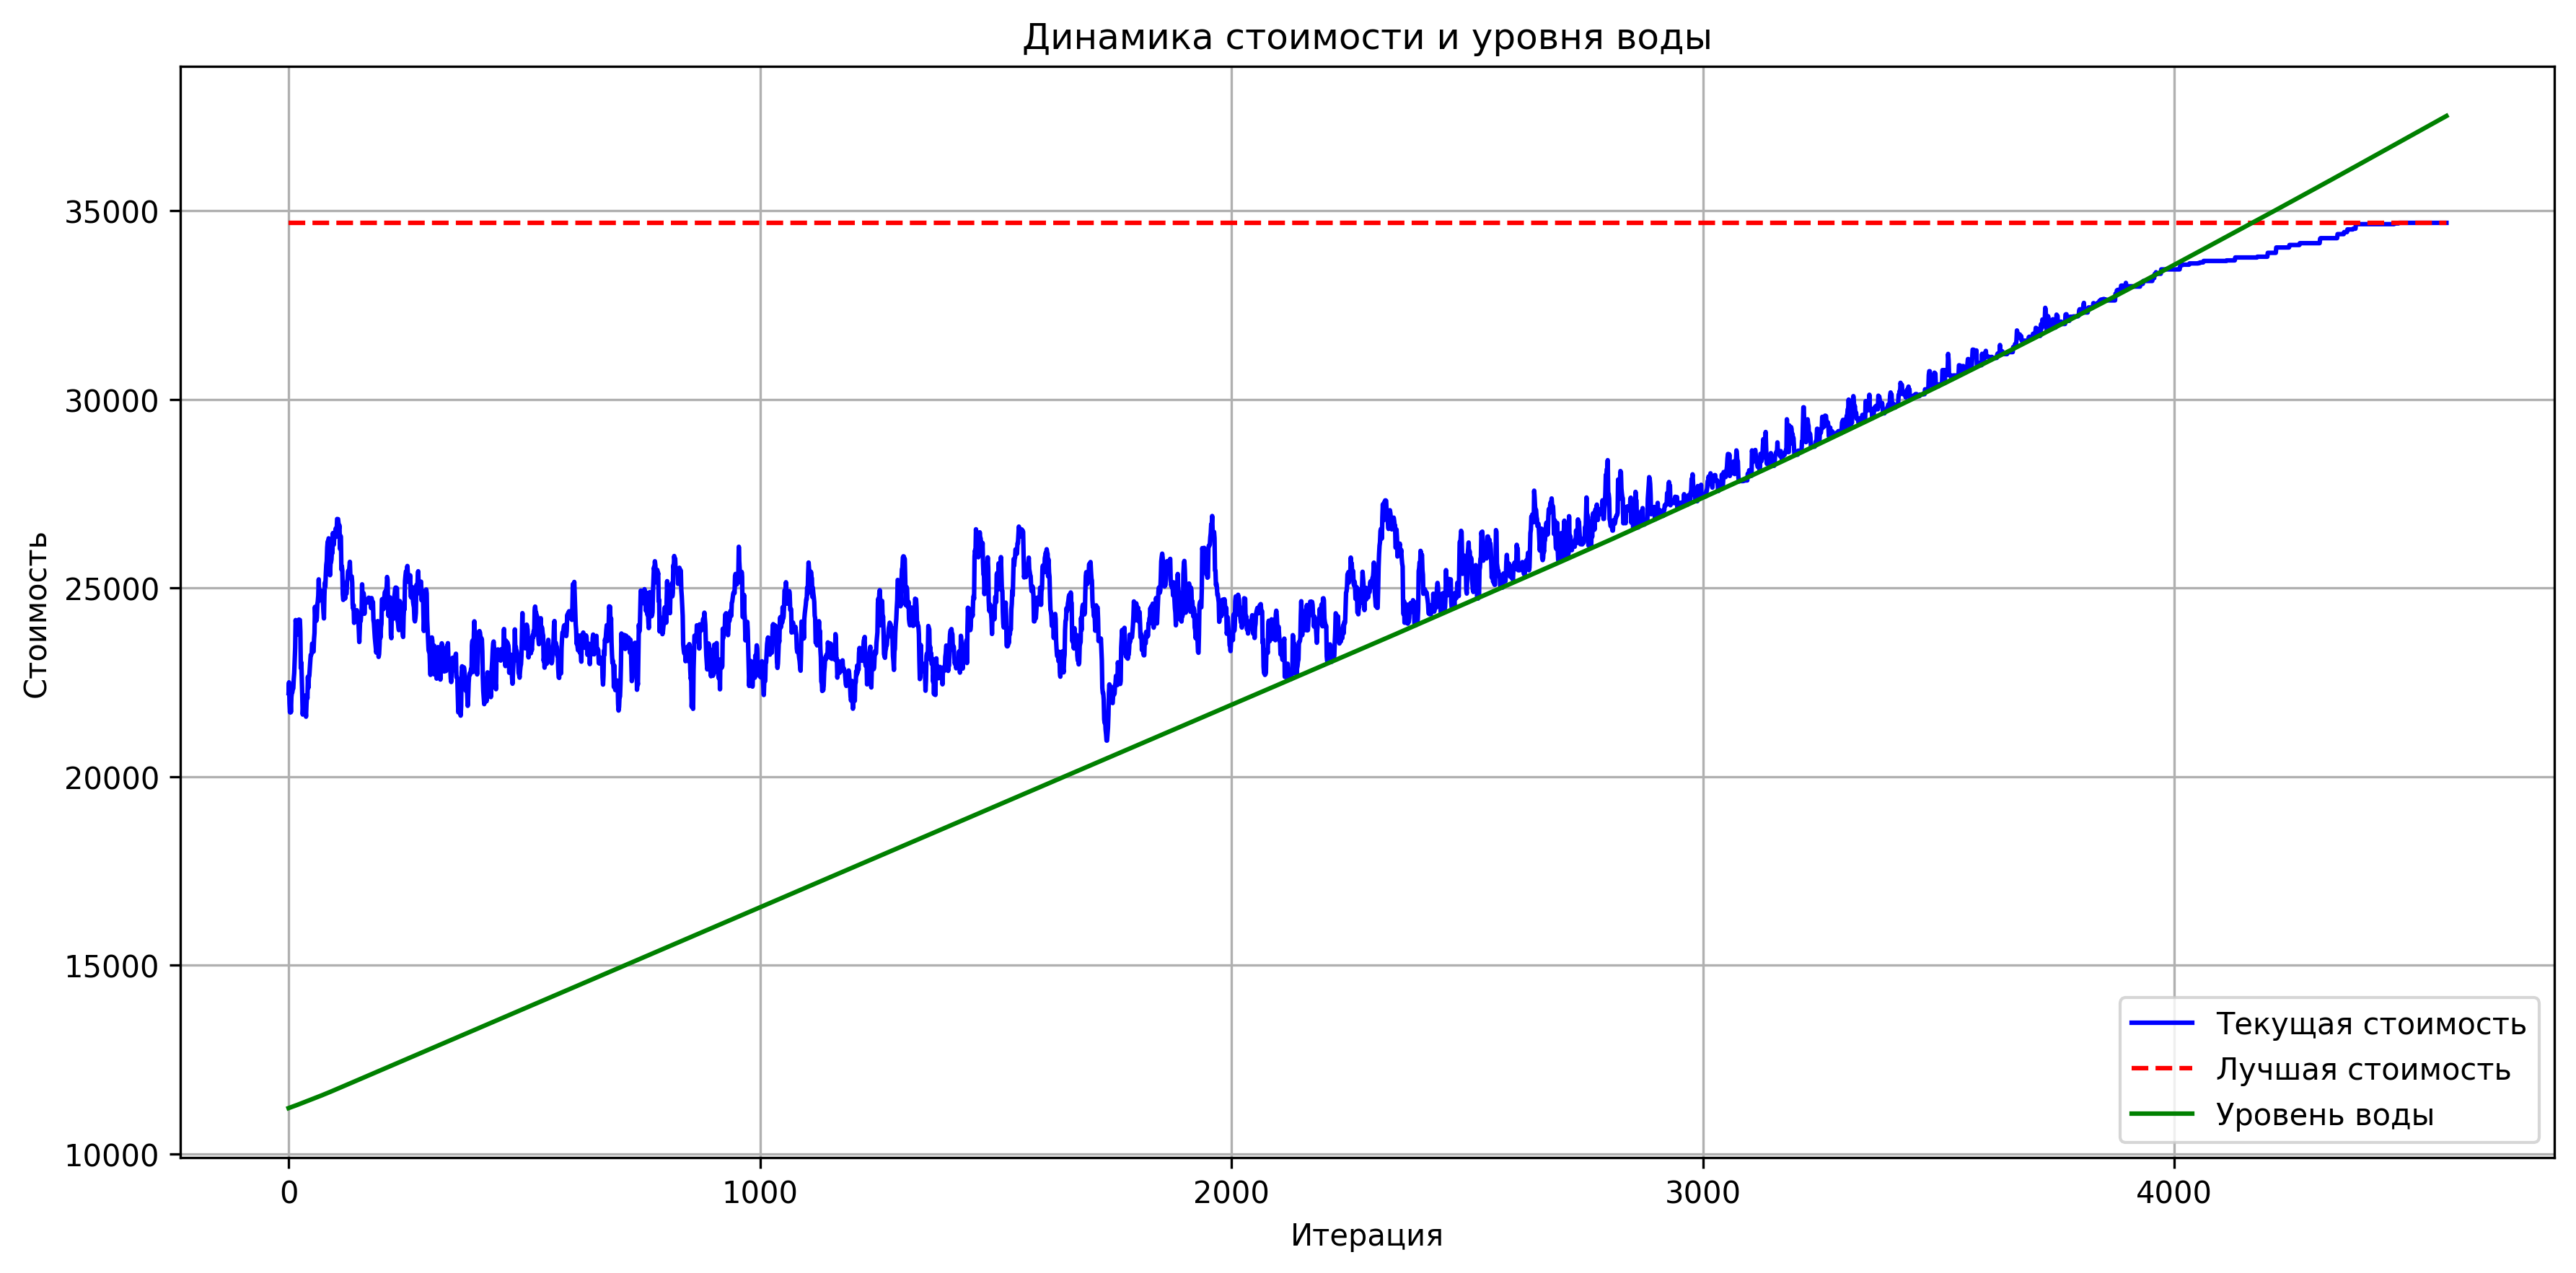 Динамика стоимости и уровня воды
Стоимость
35000
30000
25000
20000
15000
10000
0 1000 2000 3000 4000
Итерация
Текущая стоимость
Лучшая стоимость
Уровень воды